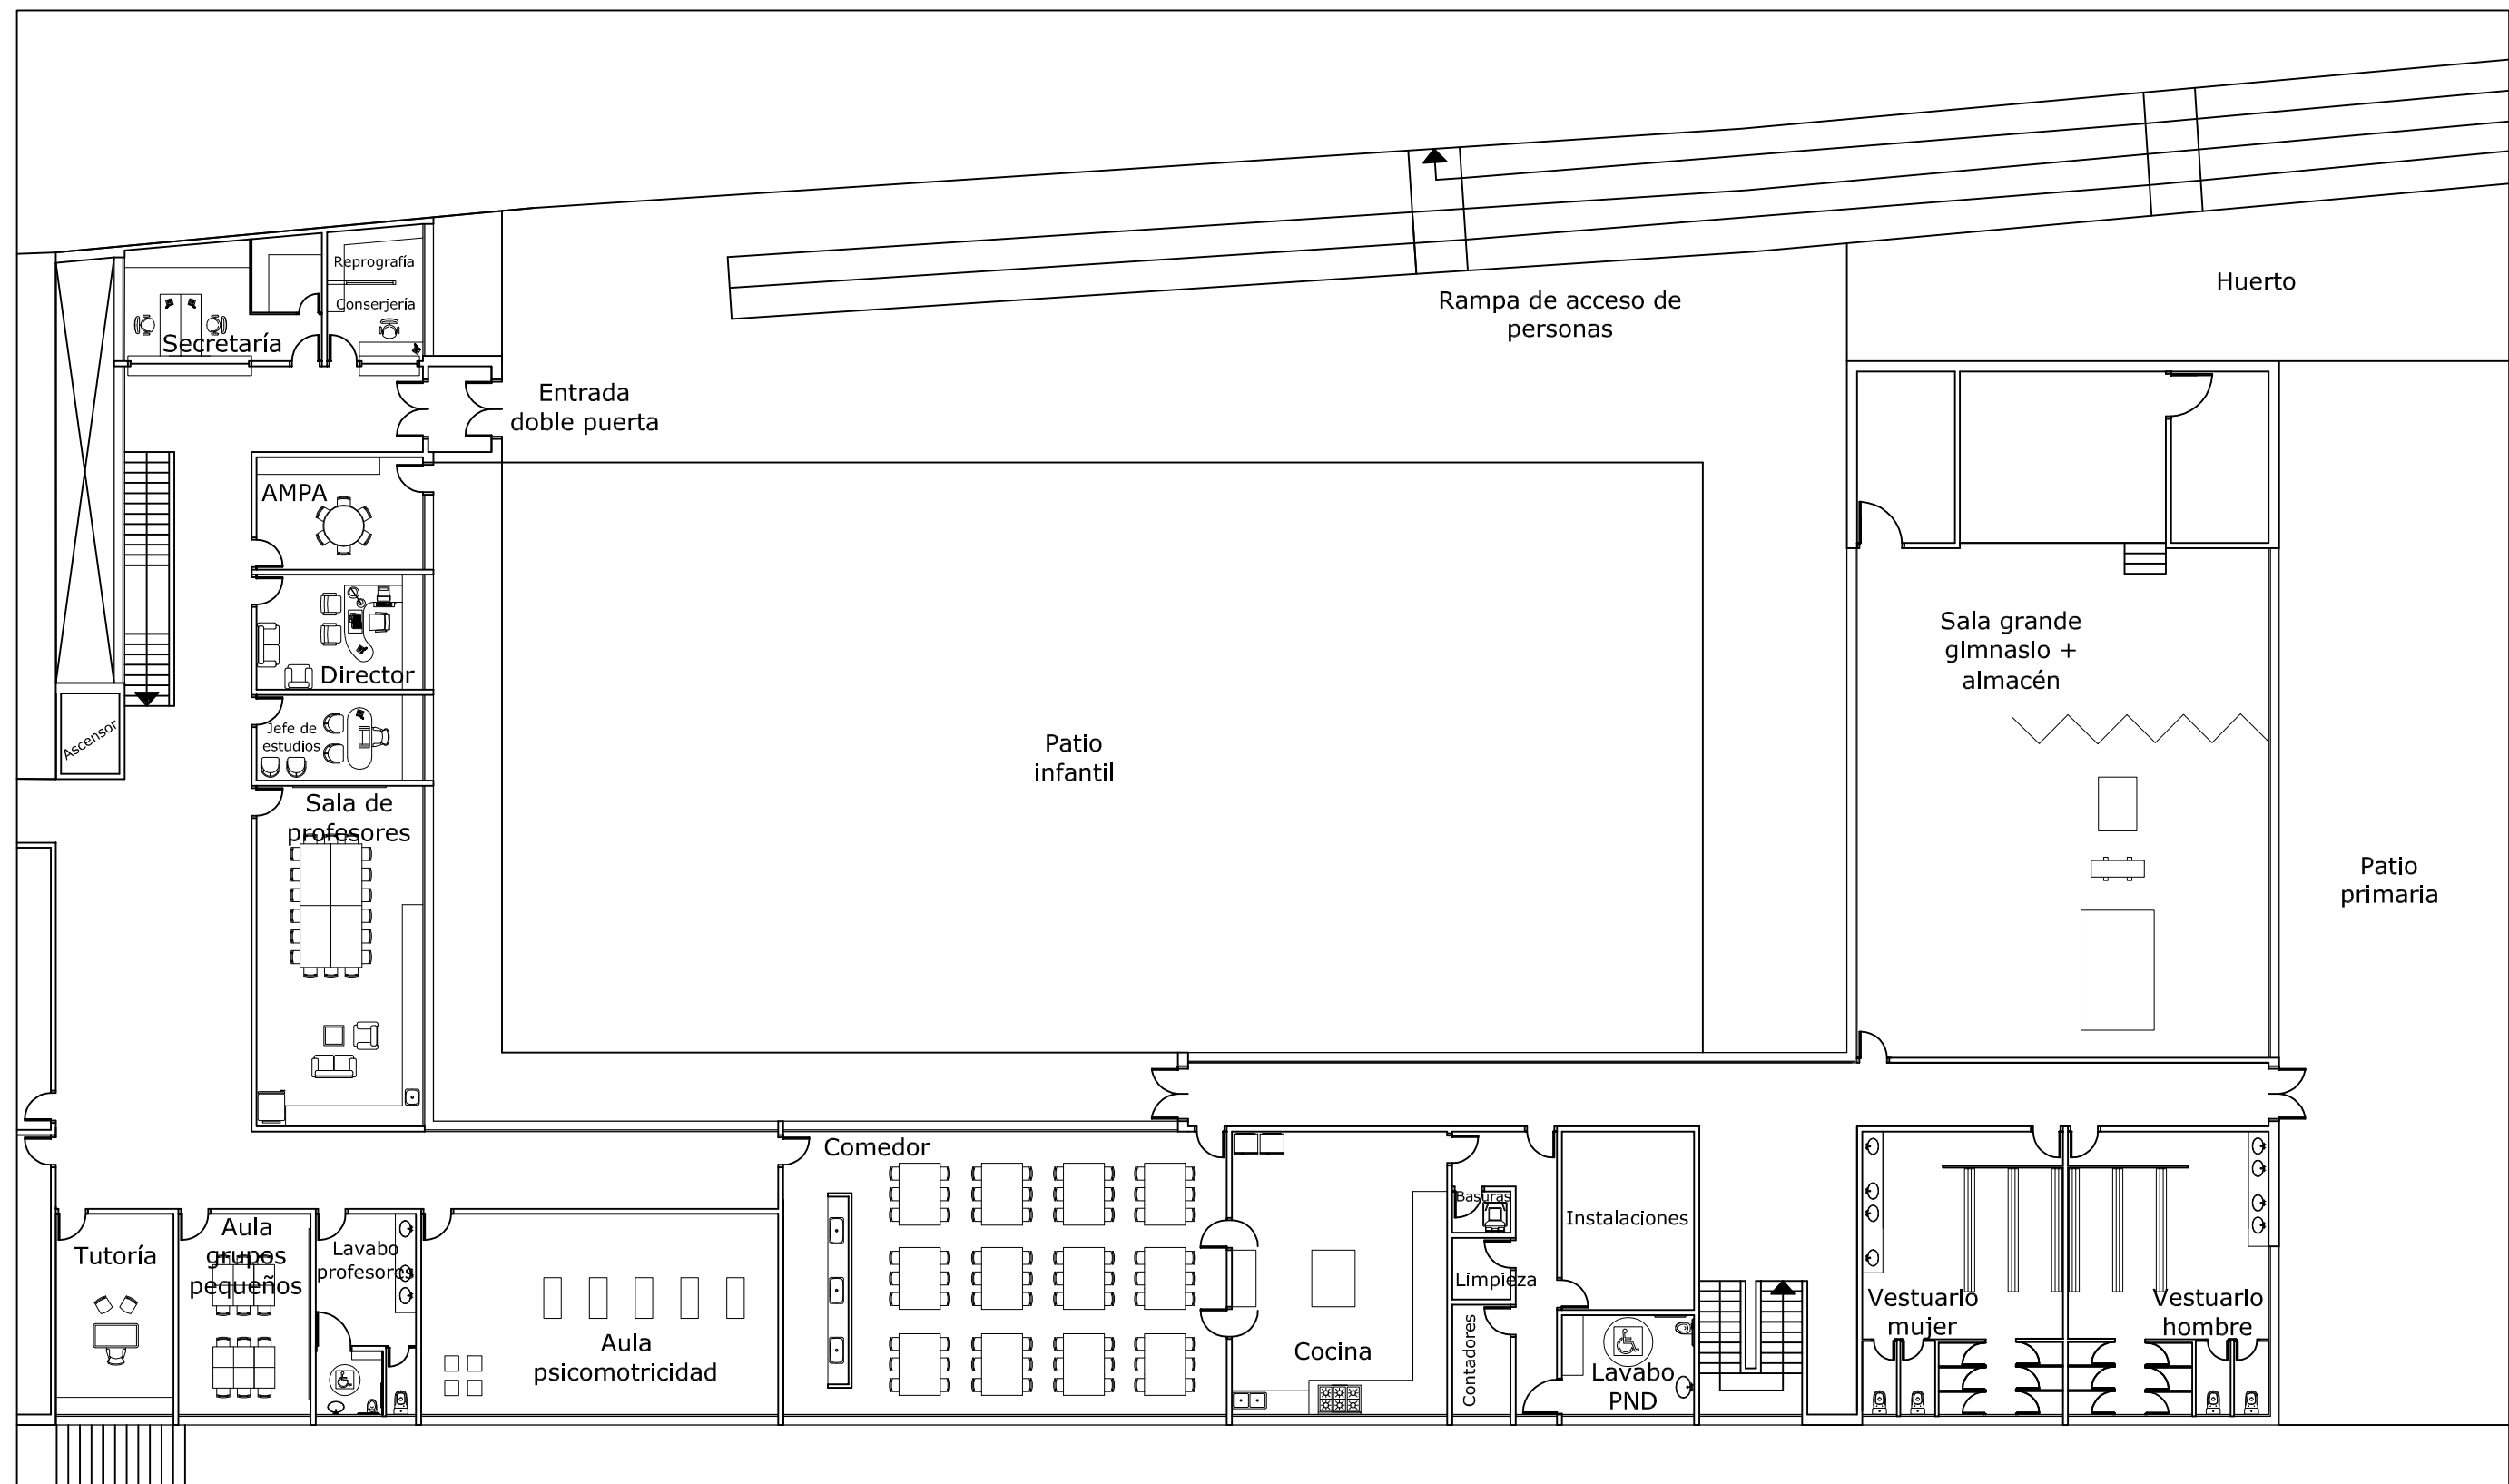 Reprografía
Conserjería
Secretaría
Huerto
Rampa de acceso de
personas
Entrada
doble puerta
AMPA
Director
Jefe de
estudios
Ascensor
Sala de
profesores
Patio
infantil
Sala grande
gimnasio +
almacén
Patio
primaria
Comedor
Tutoría
Aula
grupos
pequeños
Lavabo
profesores
Aula
psicomotricidad
Cocina
Basuras
Limpieza
Contadores
Instalaciones
Lavabo
PND
Vestuario
mujer
Vestuario
hombre